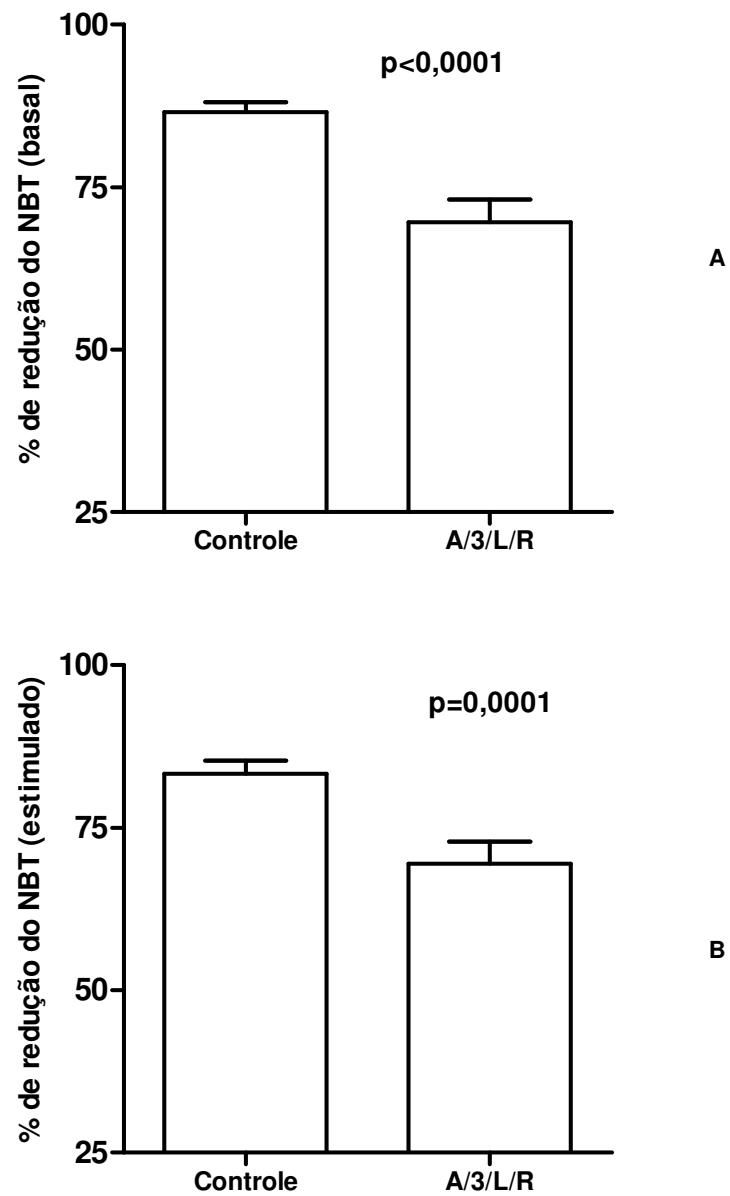 100
p<0,0001
% de redução do NBT (basal)
75
A
50
25
Controle A/3/L/R
100
p=0,0001
% de redução do NBT (estimulado)
75
B
50
25
Controle A/3/L/R